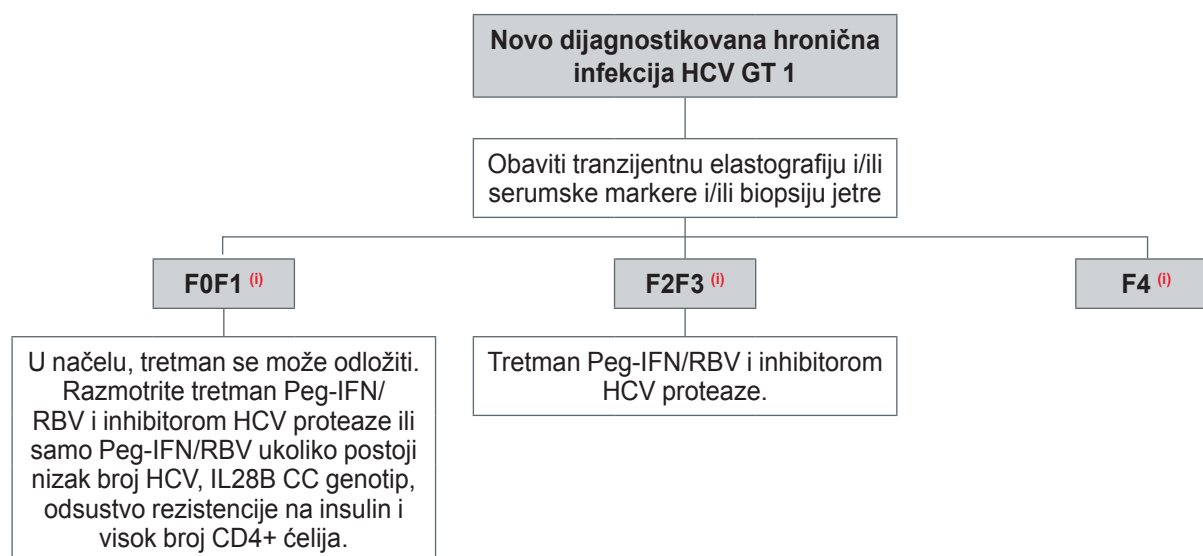 Novo dijagnostikovana hronična
infekcija HCV GT 1
Obaviti tranzijentnu elastografiju i/ili
serumske markere i/ili biopsiju jetre
F0F1 (i)
F2F3 (i)
F4 (i)
U načelu, tretman se može odložiti.
Razmotrite tretman Peg-IFN/
RBV i inhibitorom HCV proteaze ili
samo Peg-IFN/RBV ukoliko postoji
nizak broj HCV, IL28B CC genotip,
odsustvo rezistencije na insulin i
visok broj CD4+ ćelija.
Tretman Peg-IFN/RBV i inhibitorom
HCV proteaze.